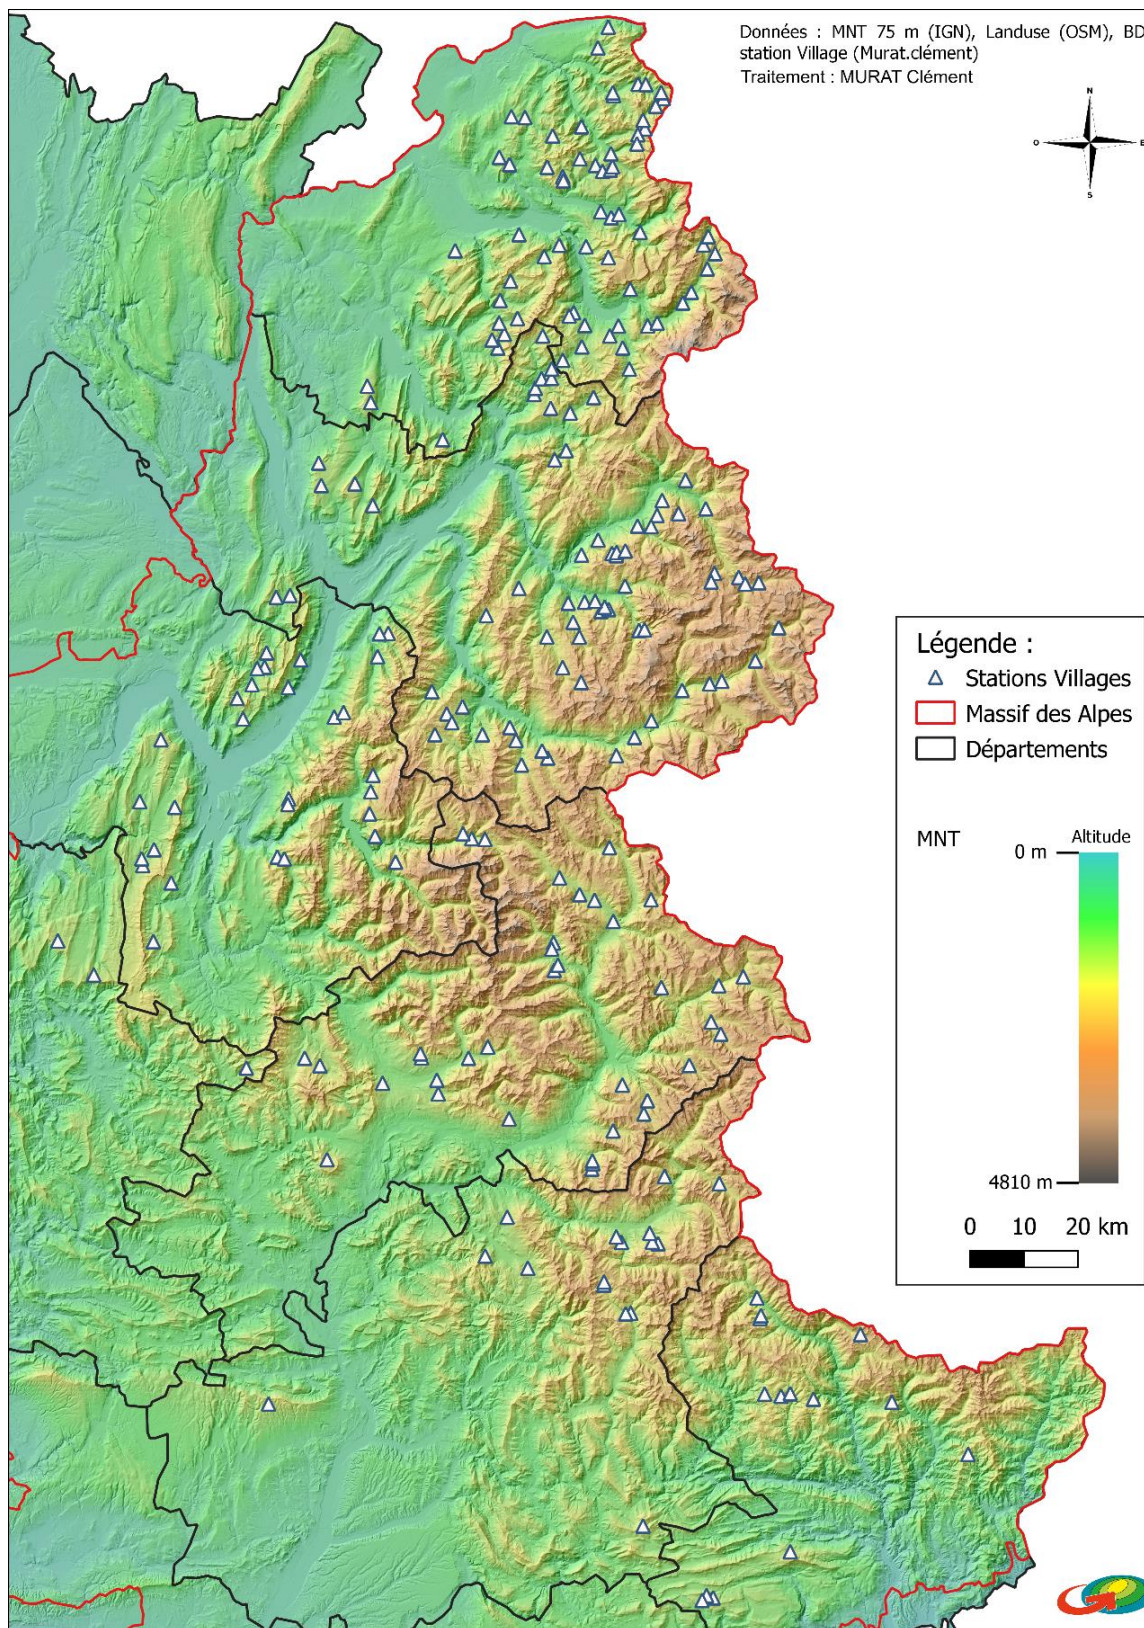 Données : MNT 75 m (IGN), Landuse (OSM), BD
station Village (Murat.clément)
Traitement : MURAT Clément
N
O
E
S
Légende :
Stations Villages
Massif des Alpes
Départements
MNT
Altitude
0 m
4810 m
0 10 20 km